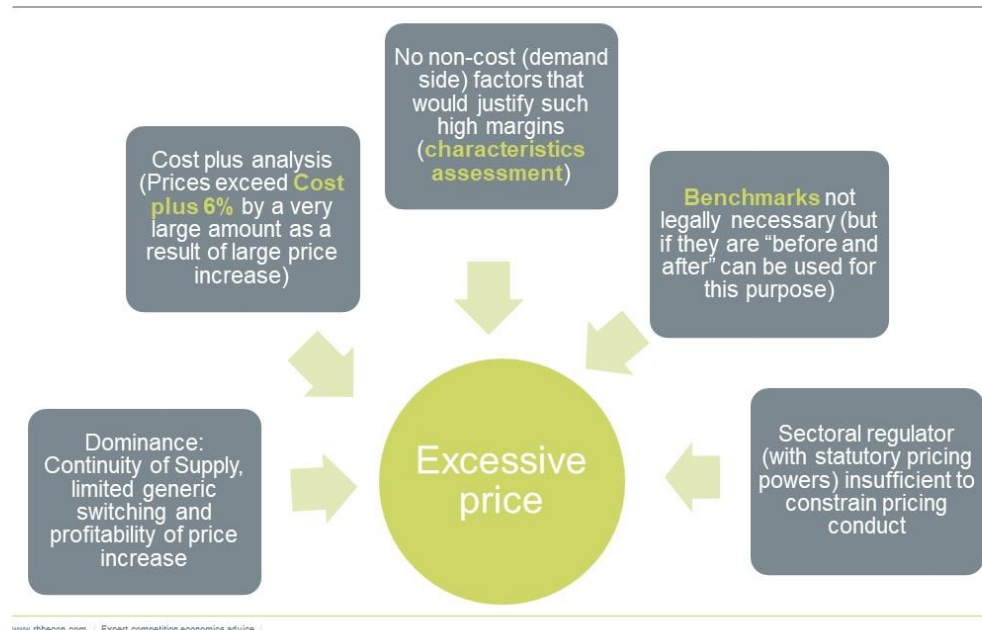 No non-cost (demand
side) factors that
would justify such
high margins
(characteristics
assessment)
Cost plus analysis
(Prices exceed Cost
plus 6% by a very
large amount as a
result of large price
increase)
Benchmarks not
legally necessary (but
if they are “before and
after” can be used for
this purpose)
Dominance:
Continuity of Supply,
limited generic
switching and
profitability of price
increase
Excessive
price
Sectoral regulator
(with statutory pricing
powers) insufficient to
constrain pricing
conduct
www.rbbecon.com / Expert competition economics advice /